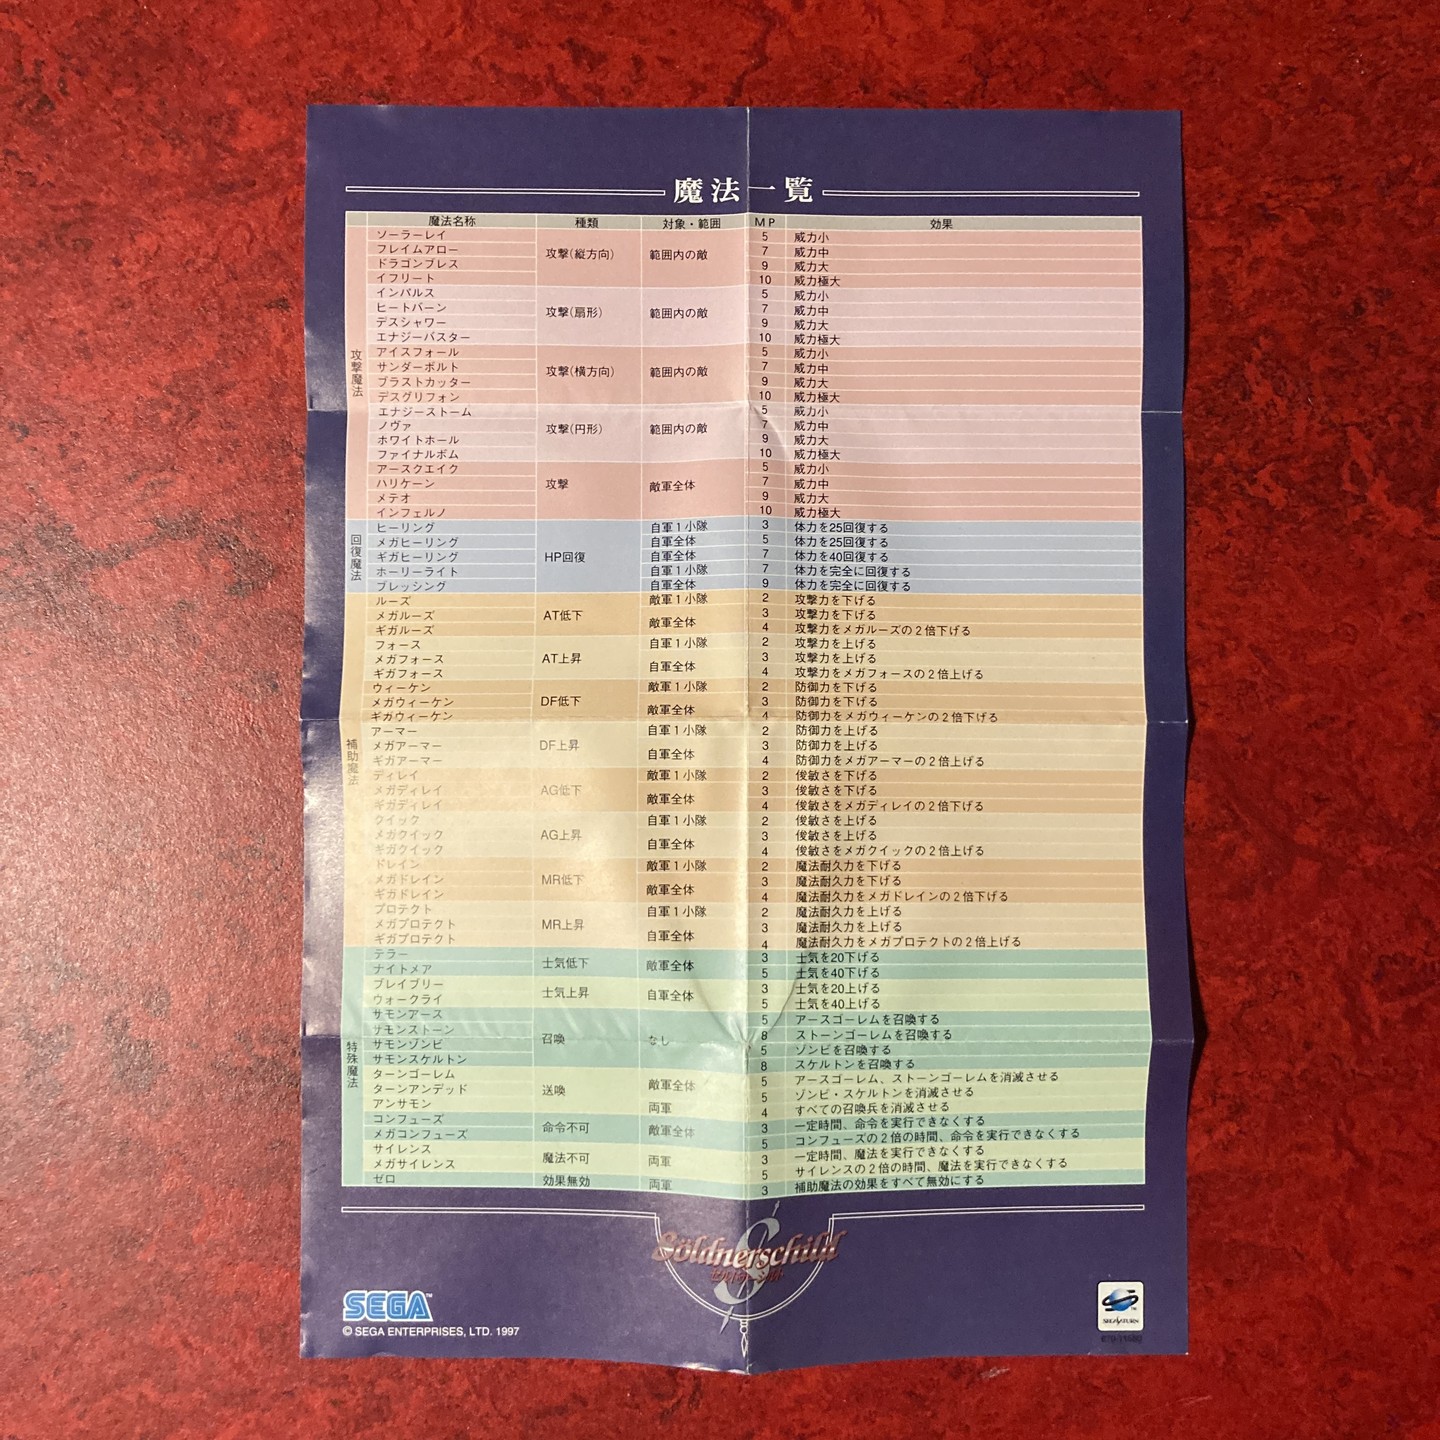 魔法一覧
魔法名称 種類 対象・範囲 MP 効果
攻撃魔法
ソーラーレイ 攻撃(縦方向) 範囲内の敵 5 威力小
フレイムアロー 7 威力中
ドラゴンブレス 9 威力大
イフリート 10 威力極大
インパルス 攻撃(扇形) 範囲内の敵 5 威力小
ヒートバーン 7 威力中
デスシャワー 9 威力大
エナジーバスター 10 威力極大
アイスフォール 攻撃(横方向) 範囲内の敵 5 威力小
サンダーボルト 7 威力中
ブラストカッター 9 威力大
デスグリフォン 10 威力極大
エナジーストーム 攻撃(円形) 範囲内の敵 5 威力小
ノヴァ 7 威力中
ホワイトホール 9 威力大
ファイナルボム 10 威力極大
アースクエイク 攻撃 敵軍全体 5 威力小
ハリケーン 7 威力中
メテオ 9 威力大
インフェルノ 10 威力極大
回復魔法
ヒーリング HP回復 自軍1小隊 3 体力を25回復する
メガヒーリング 自軍全体 5 体力を25回復する
ギガヒーリング 自軍全体 7 体力を40回復する
ホーリーライト 自軍1小隊 7 体力を完全に回復する
ブレッシング 自軍全体 9 体力を完全に回復する
補助魔法
ルーズ AT低下 敵軍1小隊 2 攻撃力を下げる
メガルーズ 敵軍全体 3 攻撃力を下げる
ギガルーズ 4 攻撃力をメガルーズの2倍下げる
フォース AT上昇 自軍1小隊 2 攻撃力を上げる
メガフォース 自軍全体 3 攻撃力を上げる
ギガフォース 4 攻撃力をメガフォースの2倍上げる
ウィーケン DF低下 敵軍1小隊 2 防御力を下げる
メガウィーケン 敵軍全体 3 防御力を下げる
ギガウィーケン 4 防御力をメガウィーケンの2倍下げる
アーマー DF上昇 自軍1小隊 2 防御力を上げる
メガアーマー 自軍全体 3 防御力を上げる
ギガアーマー 4 防御力をメガアーマーの2倍上げる
ディレイ AG低下 敵軍1小隊 2 俊敏さを下げる
メガディレイ 敵軍全体 3 俊敏さを下げる
ギガディレイ 4 俊敏さをメガディレイの2倍下げる
クイック AG上昇 自軍1小隊 2 俊敏さを上げる
メガクイック 自軍全体 3 俊敏さを上げる
ギガクイック 4 俊敏さをメガクイックの2倍上げる
ドレイン MR低下 敵軍1小隊 2 魔法耐久力を下げる
メガドレイン 敵軍全体 3 魔法耐久力を下げる
ギガドレイン 4 魔法耐久力をメガドレインの2倍下げる
プロテクト MR上昇 自軍1小隊 2 魔法耐久力を上げる
メガプロテクト 自軍全体 3 魔法耐久力を上げる
ギガプロテクト 4 魔法耐久力をメガプロテクトの2倍上げる
特殊魔法
テラー 士気低下 敵軍全体 3 士気を20下げる
ナイトメア 5 士気を40下げる
ブレイブリー 士気上昇 自軍全体 3 士気を20上げる
ウォークライ 5 士気を40上げる
サモンアース 召喚 なし 5 アースゴーレムを召喚する
サモンストーン 8 ストーンゴーレムを召喚する
サモンゾンビ 5 ゾンビを召喚する
サモンスケルトン 8 スケルトンを召喚する
ターンゴーレム 送喚 敵軍全体 5 アースゴーレム、ストーンゴーレムを消滅させる
ターンアンデッド 5 ゾンビ・スケルトンを消滅させる
アンサモン 両軍 4 すべての召喚兵を消滅させる
コンフューズ 命令不可 敵軍全体 3 一定時間、命令を実行できなくする
メガコンフューズ 5 コンフューズの2倍の時間、命令を実行できなくする
サイレンス 魔法不可 両軍 3 一定時間、魔法を実行できなくする
メガサイレンス 5 サイレンスの2倍の時間、魔法を実行できなくする
ゼロ 効果無効 両軍 3 補助魔法の効果をすべて無効にする
Söldnerschild
SEGA™
© SEGA ENTERPRISES, LTD. 1997
SEGA SATURN